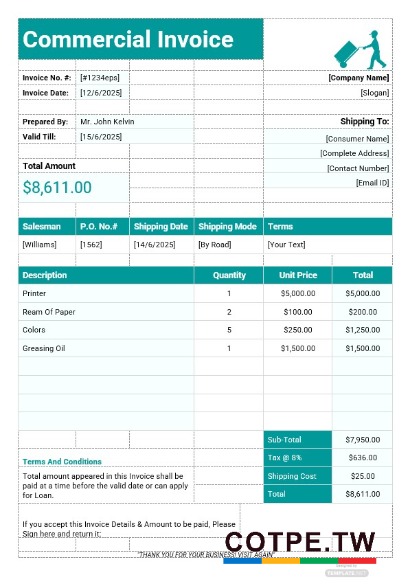 Commercial Invoice
Invoice No. #: [#1234eps]
Invoice Date: [12/6/2025]
[Company Name]
[Slogan]
Prepared By: Mr. John Kelvin
Valid Till: [15/6/2025]
Shipping To:
[Consumer Name]
[Complete Address]
[Contact Number]
[Email ID]
Total Amount
$8,611.00
Salesman P.O. No.# Shipping Date Shipping Mode Terms
[Williams] [1562] [14/6/2025] [By Road] [Your Text]
Description Quantity Unit Price Total
Printer 1 $5,000.00 $5,000.00
Ream Of Paper 2 $100.00 $200.00
Colors 5 $250.00 $1,250.00
Greasing Oil 1 $1,500.00 $1,500.00
Sub-Total $7,950.00
Tax @ 8% $636.00
Shipping Cost $25.00
Total $8,611.00
Terms And Conditions
Total amount appeared in this Invoice shall be
paid at a time before the valid date or can apply
for Loan.
If you accept this Invoice Details & Amount to be paid, Please
Sign here and return it:
COTPE.TW
"THANK YOU FOR YOUR BUSINESS! VISIT AGAIN"